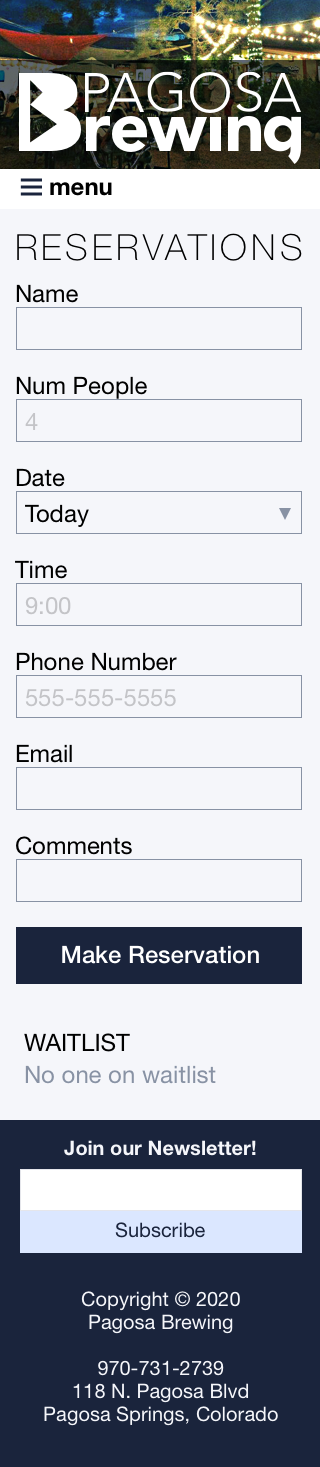 PAGOSA
Brewing
menu
RESERVATIONS
Name
Num People
4
Date
Today
Time
9:00
Phone Number
555-555-5555
Email
Comments
Make Reservation
WAITLIST
No one on waitlist
Join our Newsletter!
Subscribe
Copyright © 2020
Pagosa Brewing
970-731-2739
118 N. Pagosa Blvd
Pagosa Springs, Colorado